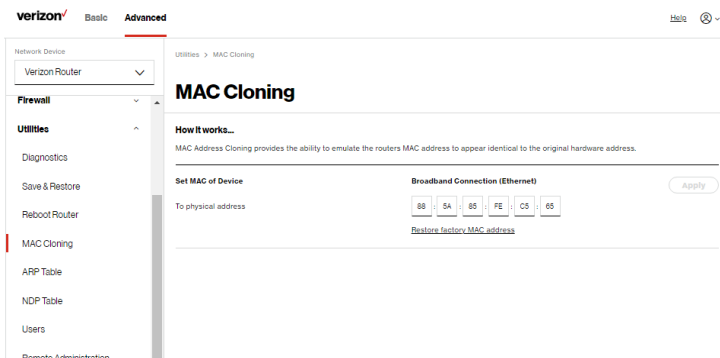 verizon Basic Advanced Help
Network Device
Verizon Router
Firewall
Utilities
Diagnostics
Save & Restore
Reboot Router
MAC Cloning
ARP Table
NDP Table
Users
Remote Administration
Utilities > MAC Cloning
MAC Cloning
How it works...
MAC Address Cloning provides the ability to emulate the routers MAC address to appear identical to the original hardware address.
Set MAC of Device Broadband Connection (Ethernet) Apply
To physical address 88 : 5A : 85 : FE : C5 : 65
Restore factory MAC address